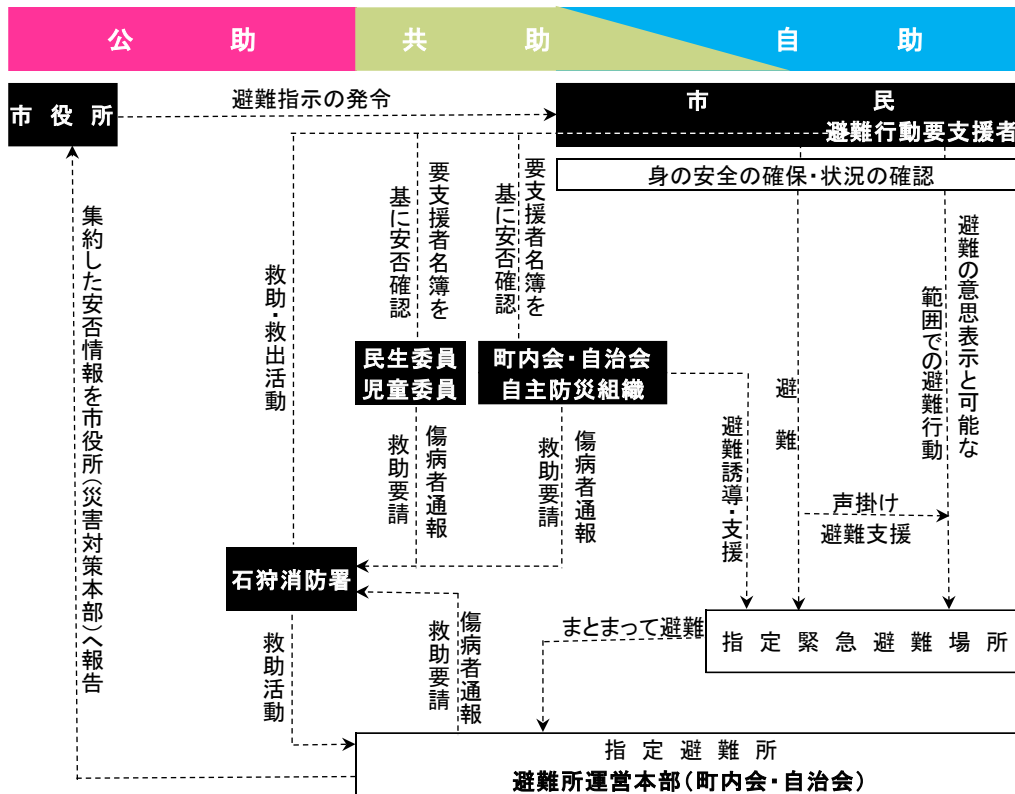 公助
共助
自助
市役所
避難指示の発令
市民
避難行動要支援者
身の安全の確保・状況の確認
集約した安否情報を市役所(災害対策本部)へ報告
救助・救出活動
要支援者名簿を
基に安否確認
要支援者名簿を
基に安否確認
民生委員
児童委員
町内会・自治会
自主防災組織
避難の意思表示と可能な
範囲での避難行動
避難
避難誘導・支援
声掛け
避難支援
傷病者通報
救助要請
傷病者通報
救助要請
石狩消防署
救助活動
傷病者通報
救助要請
まとまって避難
指定緊急避難場所
指定避難所
避難所運営本部(町内会・自治会)